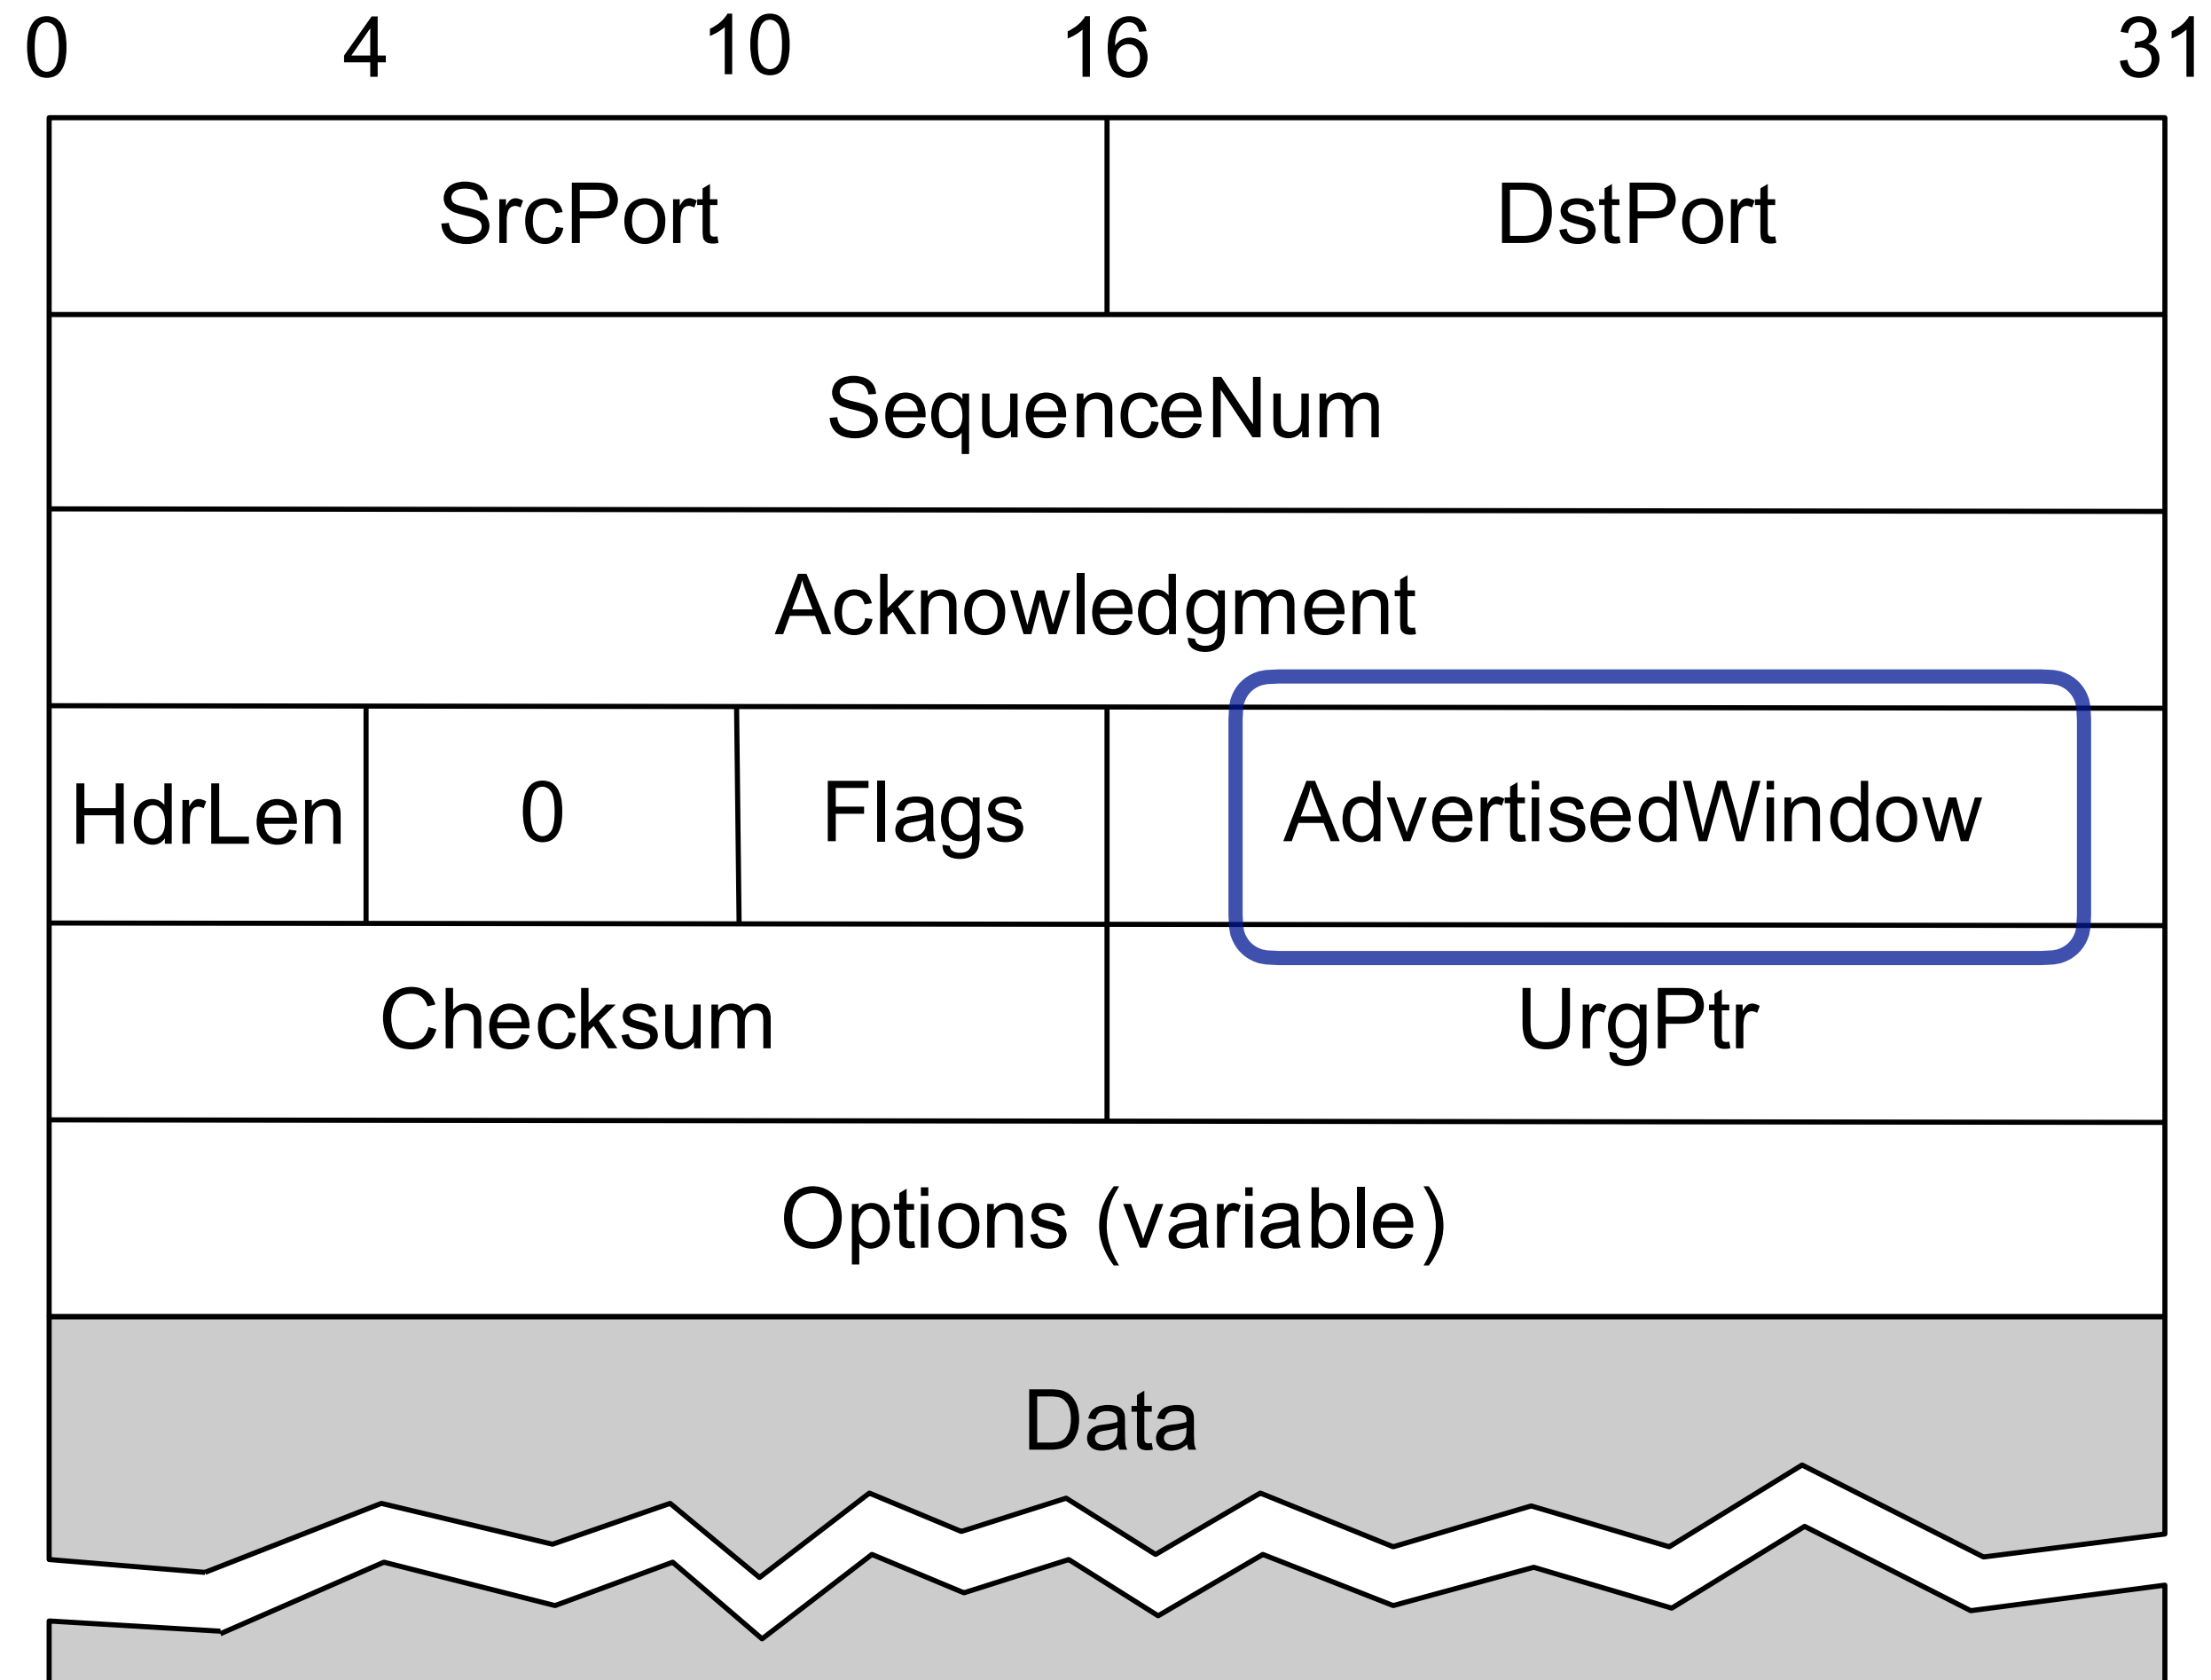 0 4 10 16 31
SrcPort DstPort
SequenceNum
Acknowledgment
HdrLen 0 Flags AdvertisedWindow
Checksum UrgPtr
Options (variable)
Data